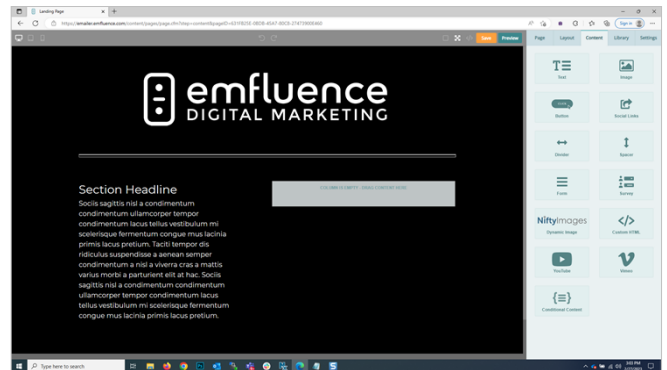 Landing Page
Sign in
Save
Preview
Page
Layout
Content
Library
Settings
emfluence
DIGITAL MARKETING
Section Headline
Sociis sagittis nisl a condimentum
condimentum ullamcorper tempor
condimentum lacus tellus vestibulum mi
scelerisque fermentum congue mus lacinia
primis lacus pretium. Taciti tempor dis
ridiculus suspendisse a aenean semper
condimentum a nisl a viverra cras a mattis
varius morbi a parturient elit at hac. Sociis
sagittis nisl a condimentum condimentum
ullamcorper tempor condimentum lacus
tellus vestibulum mi scelerisque fermentum
congue mus lacinia primis lacus pretium.
Text
Image
Button
Social Links
Divider
Spacer
Form
Survey
NiftyImages
Dynamic Image
Custom HTML
YouTube
Vimeo
Conditional Content
Type here to search